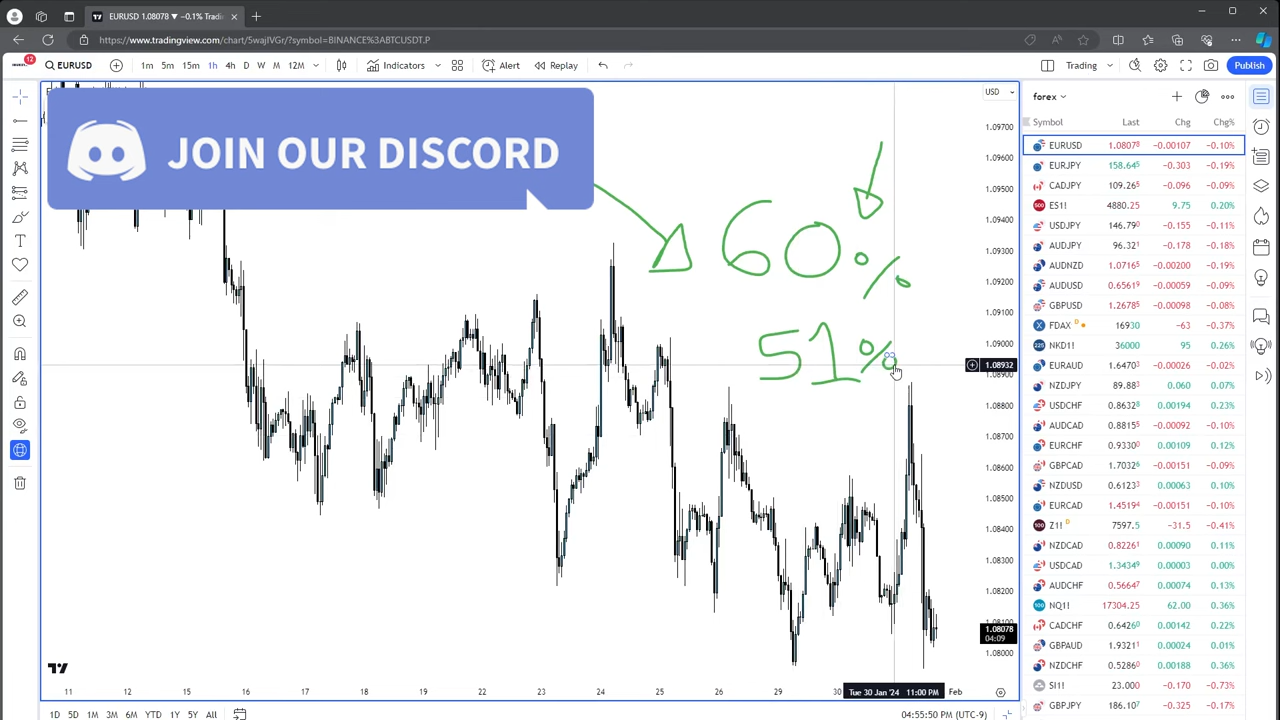 EURUSD 1.08078 ▼ −0.1% Tradi
https://www.tradingview.com/chart/5wajIVGr/?symbol=BINANCE%3ABTCUSDT.P
12
EURUSD
1m 5m 15m 1h 4h D W M 12M
Indicators
Alert
Replay
Trading
Publish
JOIN OUR DISCORD
60%
51%
USD
1.09700
1.09600
1.09500
1.09400
1.09300
1.09200
1.09100
1.09000
1.08932
1.08900
1.08800
1.08700
1.08600
1.08500
1.08400
1.08300
1.08200
1.08100
1.08078
04:09
1.08000
11 12 15 16 17 18 19 22 23 24 25 26 29 30 Tue 30 Jan '24 11:00 PM Feb
1D 5D 1M 3M 6M YTD 1Y 5Y All
04:55:50 PM (UTC-9)
forex
Symbol Last Chg Chg%
EURUSD 1.08078 −0.00107 −0.10%
EURJPY 158.645 −0.303 −0.19%
CADJPY 109.265 −0.096 −0.09%
ES1! 4880.25 9.75 0.20%
USDJPY 146.790 −0.155 −0.11%
AUDJPY 96.321 −0.178 −0.18%
AUDNZD 1.07165 −0.00200 −0.19%
AUDUSD 0.65619 −0.00059 −0.09%
GBPUSD 1.26785 −0.00098 −0.08%
FDAX D 16930 −63 −0.37%
NKD1! 36000 95 0.26%
EURAUD 1.64703 −0.00026 −0.02%
NZDJPY 89.883 0.060 0.07%
USDCHF 0.86328 0.00194 0.23%
AUDCAD 0.88155 −0.00092 −0.10%
EURCHF 0.93300 0.00109 0.12%
GBPCAD 1.70326 −0.00151 −0.09%
NZDUSD 0.61233 0.00063 0.10%
EURCAD 1.45194 −0.00151 −0.10%
Z1! D 7597.5 −31.5 −0.41%
NZDCAD 0.82261 0.00090 0.11%
USDCAD 1.34349 0.00003 0.00%
AUDCHF 0.56647 0.00074 0.13%
NQ1! 17304.25 62.00 0.36%
CADCHF 0.64260 0.00142 0.22%
GBPAUD 1.93211 0.00024 0.01%
NZDCHF 0.52860 0.00188 0.36%
SI1! 23.000 −0.170 −0.73%
GBPJPY 186.107 −0.325 −0.17%